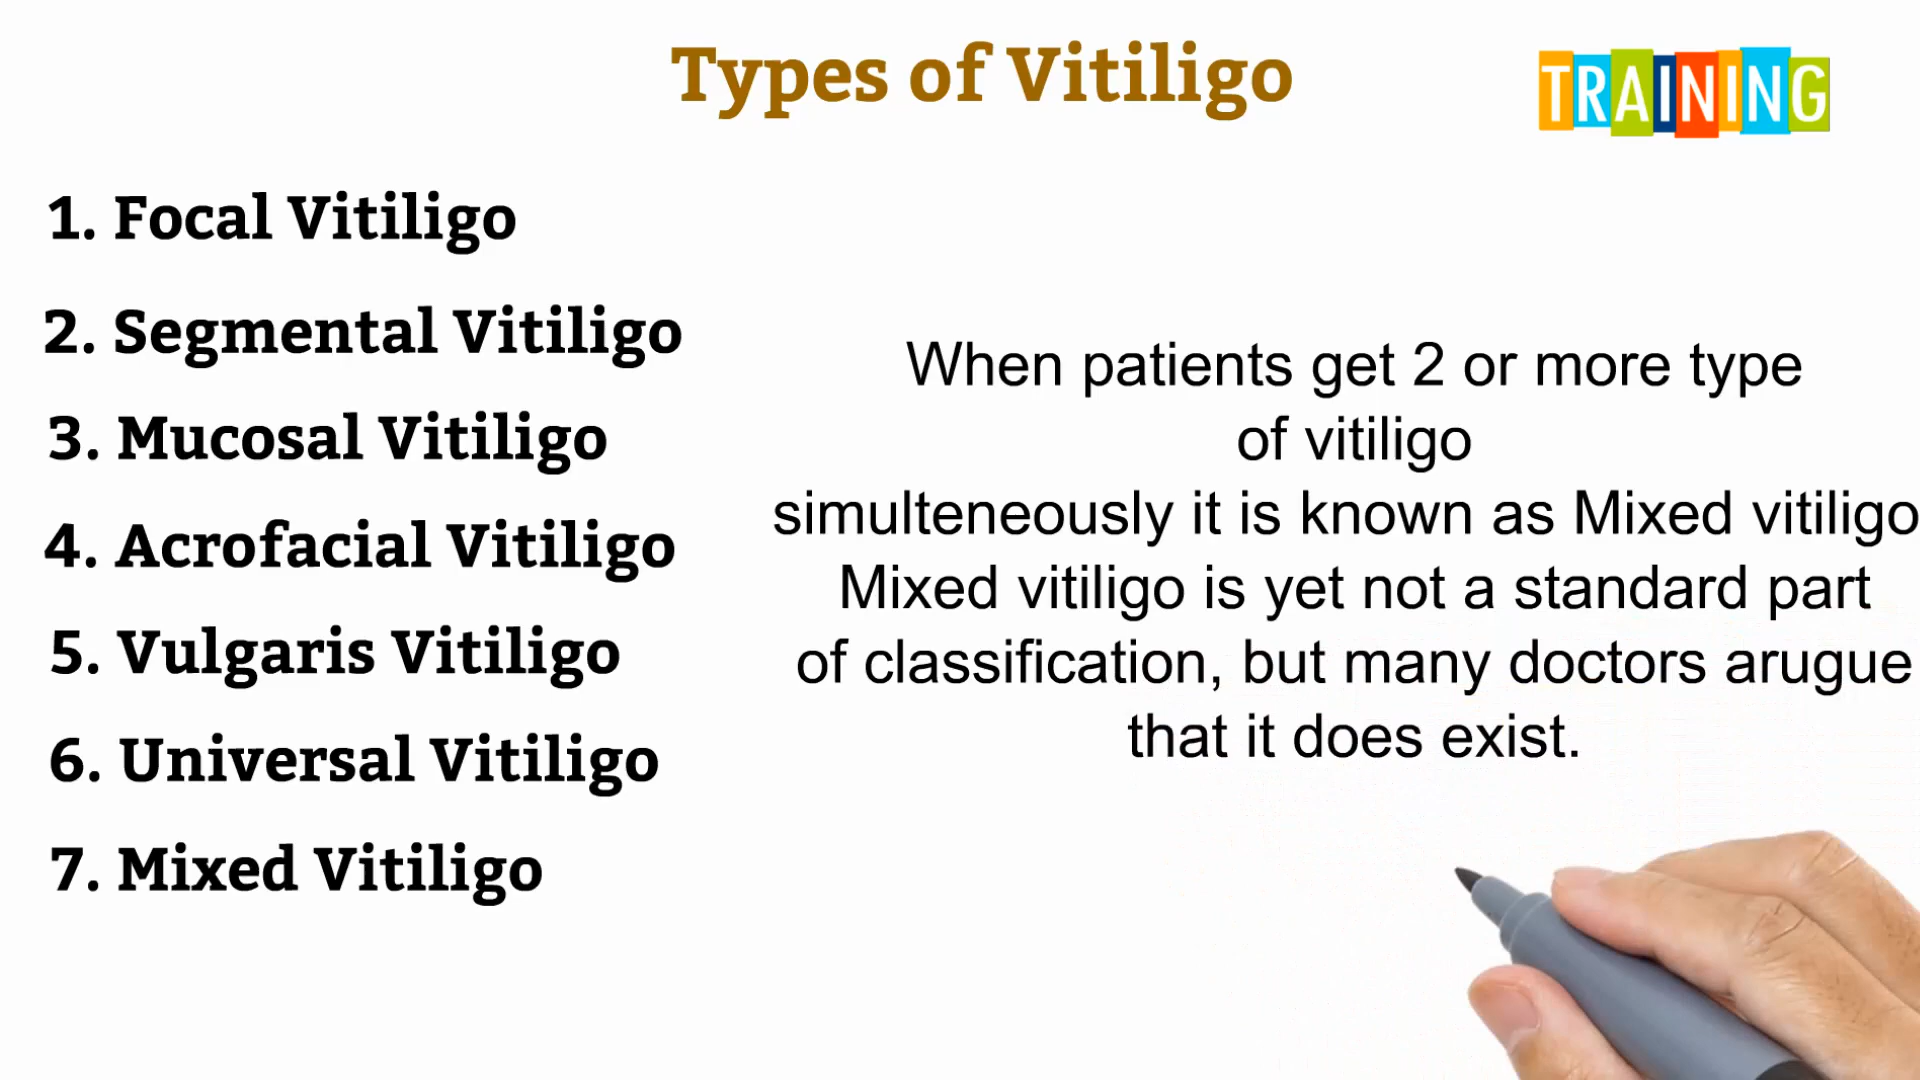 Types of Vitiligo
TRAINING
1. Focal Vitiligo
2. Segmental Vitiligo
3. Mucosal Vitiligo
4. Acrofacial Vitiligo
5. Vulgaris Vitiligo
6. Universal Vitiligo
7. Mixed Vitiligo
When patients get 2 or more type
of vitiligo
simulteneously it is known as Mixed vitiligo
Mixed vitiligo is yet not a standard part
of classification, but many doctors arugue
that it does exist.